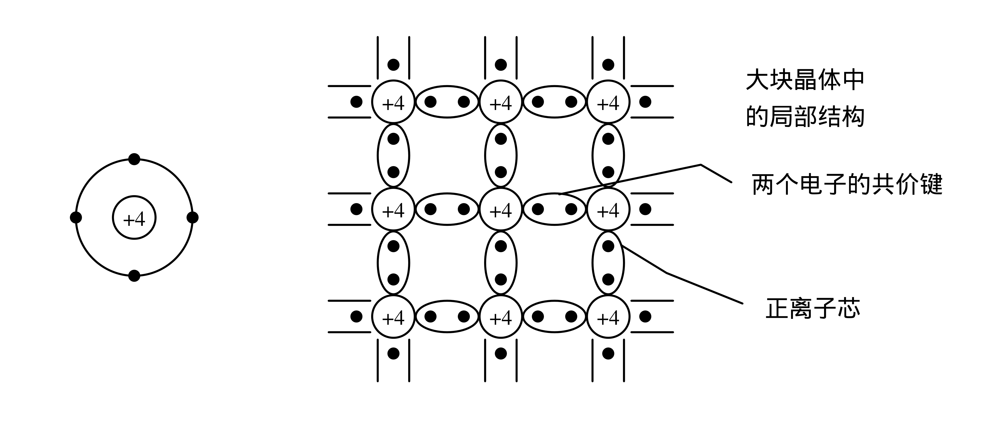 +4
+4 +4 +4
+4 +4 +4
+4 +4 +4
大块晶体中
的局部结构
两个电子的共价键
正离子芯